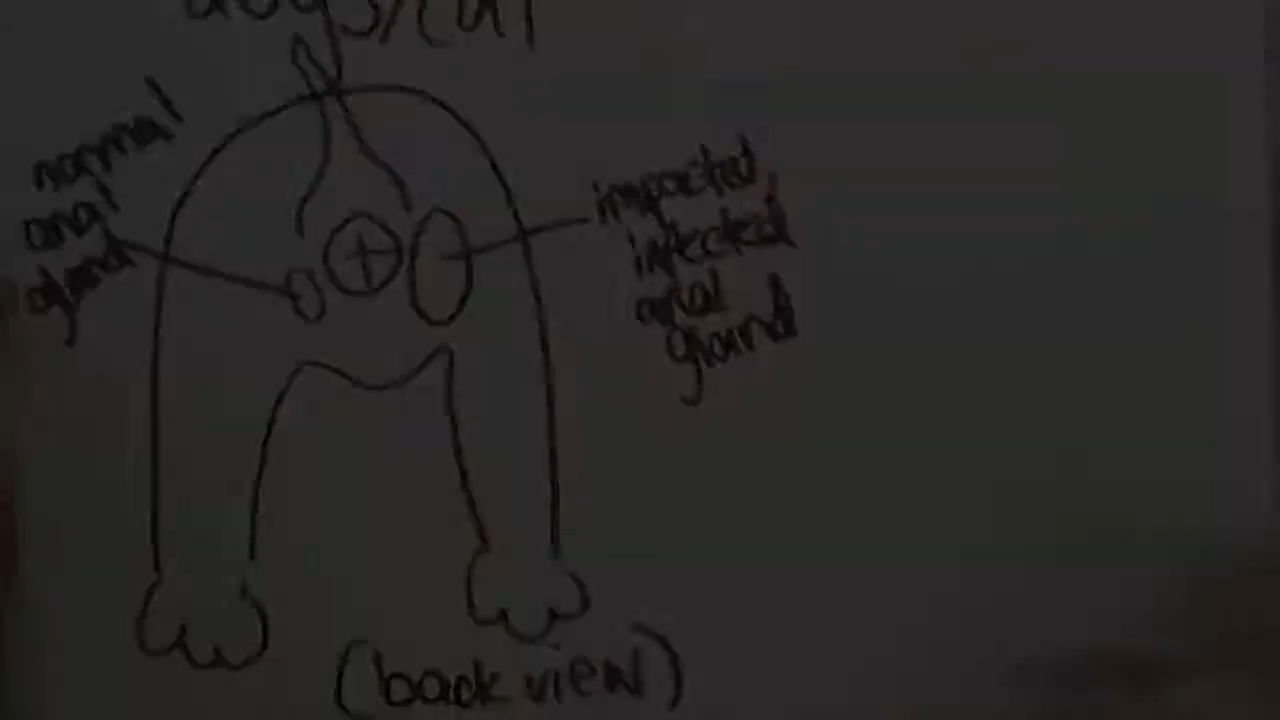 normal
anal
gland
impacted,
infected
anal
gland
(back view)